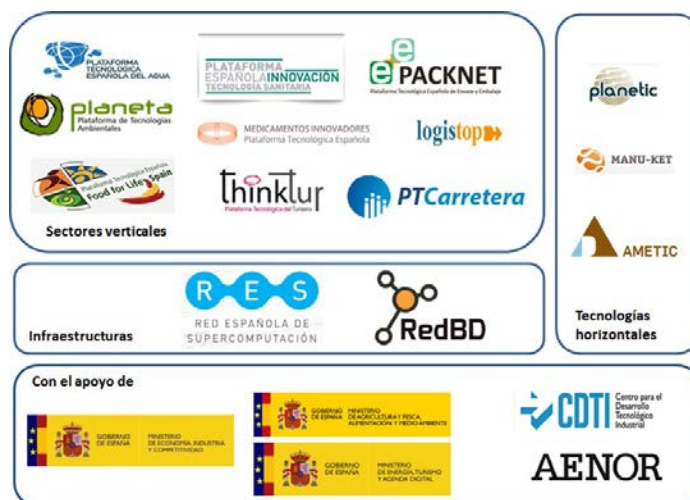 PLATAFORMA
TECNOLÓGICA
ESPAÑOLA DEL AGUA
PLATAFORMA
ESPAÑOLA INNOVACIÓN
TECNOLOGÍA SANITARIA
e
e PACKNET
Plataforma Tecnológica Española de Envase y Embalaje
planeta
Plataforma de Tecnologías
Ambientales
MEDICAMENTOS INNOVADORES
Plataforma Tecnológica Española
logistop
Plataforma Tecnológica Española
Food for Life Spain
thinktur
Plataforma Tecnológica del Turismo
PTCarretera
Sectores verticales
planetic
MANU-KET
AMETIC
Tecnologías
horizontales
RES
RED ESPAÑOLA DE
SUPERCOMPUTACIÓN
RedBD
Infraestructuras
Con el apoyo de
GOBIERNO
DE ESPAÑA
MINISTERIO
DE ECONOMÍA, INDUSTRIA
Y COMPETITIVIDAD
GOBIERNO
DE ESPAÑA
MINISTERIO
DE AGRICULTURA Y PESCA,
ALIMENTACIÓN Y MEDIO AMBIENTE
GOBIERNO
DE ESPAÑA
MINISTERIO
DE ENERGÍA, TURISMO
Y AGENDA DIGITAL
CDTI
Centro para el
Desarrollo
Tecnológico
Industrial
AENOR